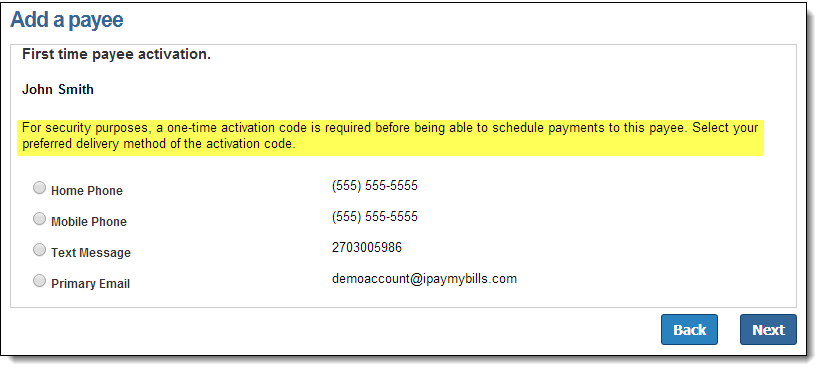 Add a payee
First time payee activation.
John Smith
For security purposes, a one-time activation code is required before being able to schedule payments to this payee. Select your
preferred delivery method of the activation code.
Home Phone (555) 555-5555
Mobile Phone (555) 555-5555
Text Message 2703005986
Primary Email demoaccount@ipaymybills.com
Back Next